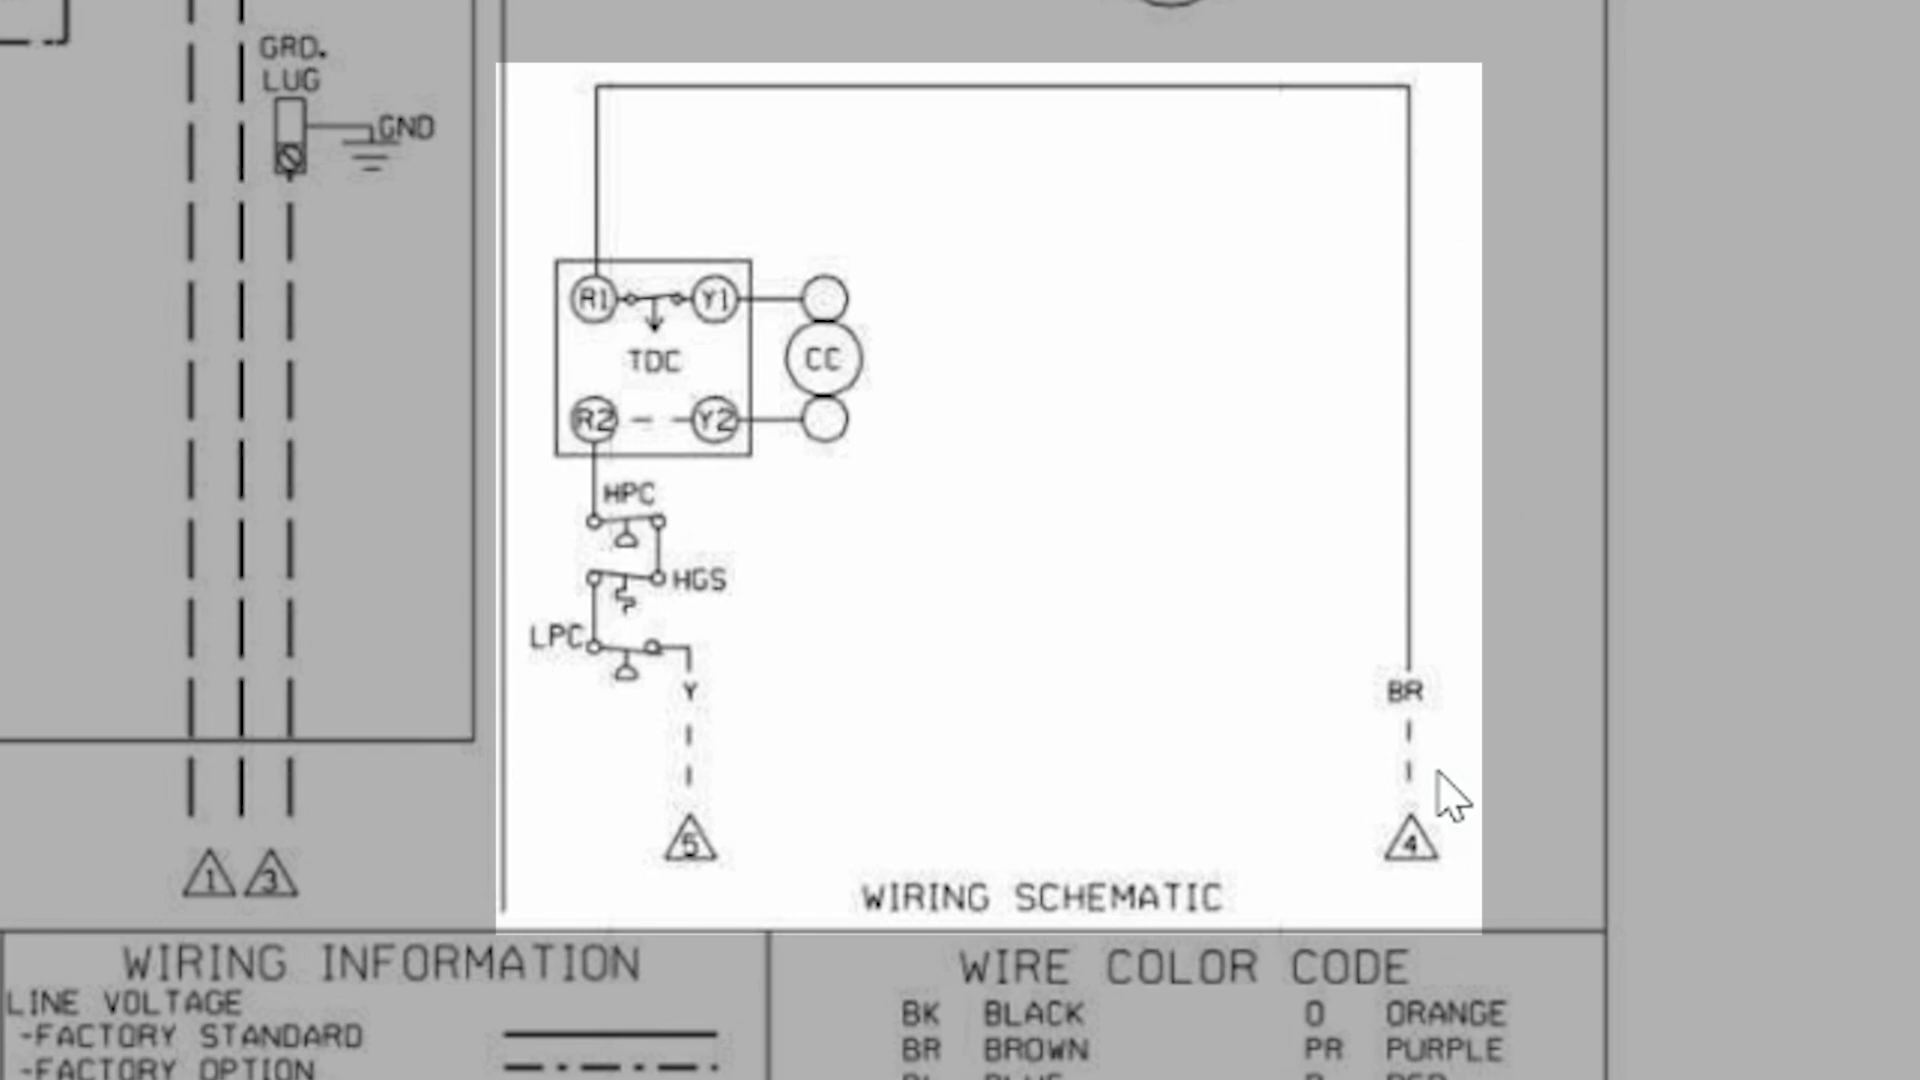 GRD.
LUG
GND
R1
Y1
TDC
CC
R2
Y2
HPC
HGS
LPC
Y
BR
5
4
1
3
WIRING SCHEMATIC
WIRING INFORMATION
LINE VOLTAGE
-FACTORY STANDARD
-FACTORY OPTION
WIRE COLOR CODE
BK BLACK O ORANGE
BR BROWN PR PURPLE